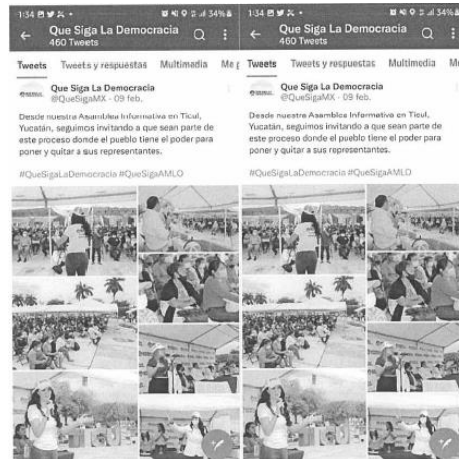 1:34
34%
Que Siga La Democracia
460 Tweets
Tweets Tweets y respuestas Multimedia Me g
Que Siga La Democracia
@QueSigaMX · 09 feb.
Desde nuestra Asamblea Informativa en Ticul,
Yucatán, seguimos invitando a que sean parte de
este proceso donde el pueblo tiene el poder para
poner y quitar a sus representantes.
#QueSigaLaDemocracia #QueSigaAMLO
1:34
34%
Que Siga La Democracia
460 Tweets
Tweets Tweets y respuestas Multimedia Me
Que Siga La Democracia
@QueSigaMX · 09 feb.
Desde nuestra Asamblea Informativa en Ticul,
Yucatán, seguimos invitando a que sean parte de
este proceso donde el pueblo tiene el poder para
poner y quitar a sus representantes.
#QueSigaLaDemocracia #QueSigaAMLO